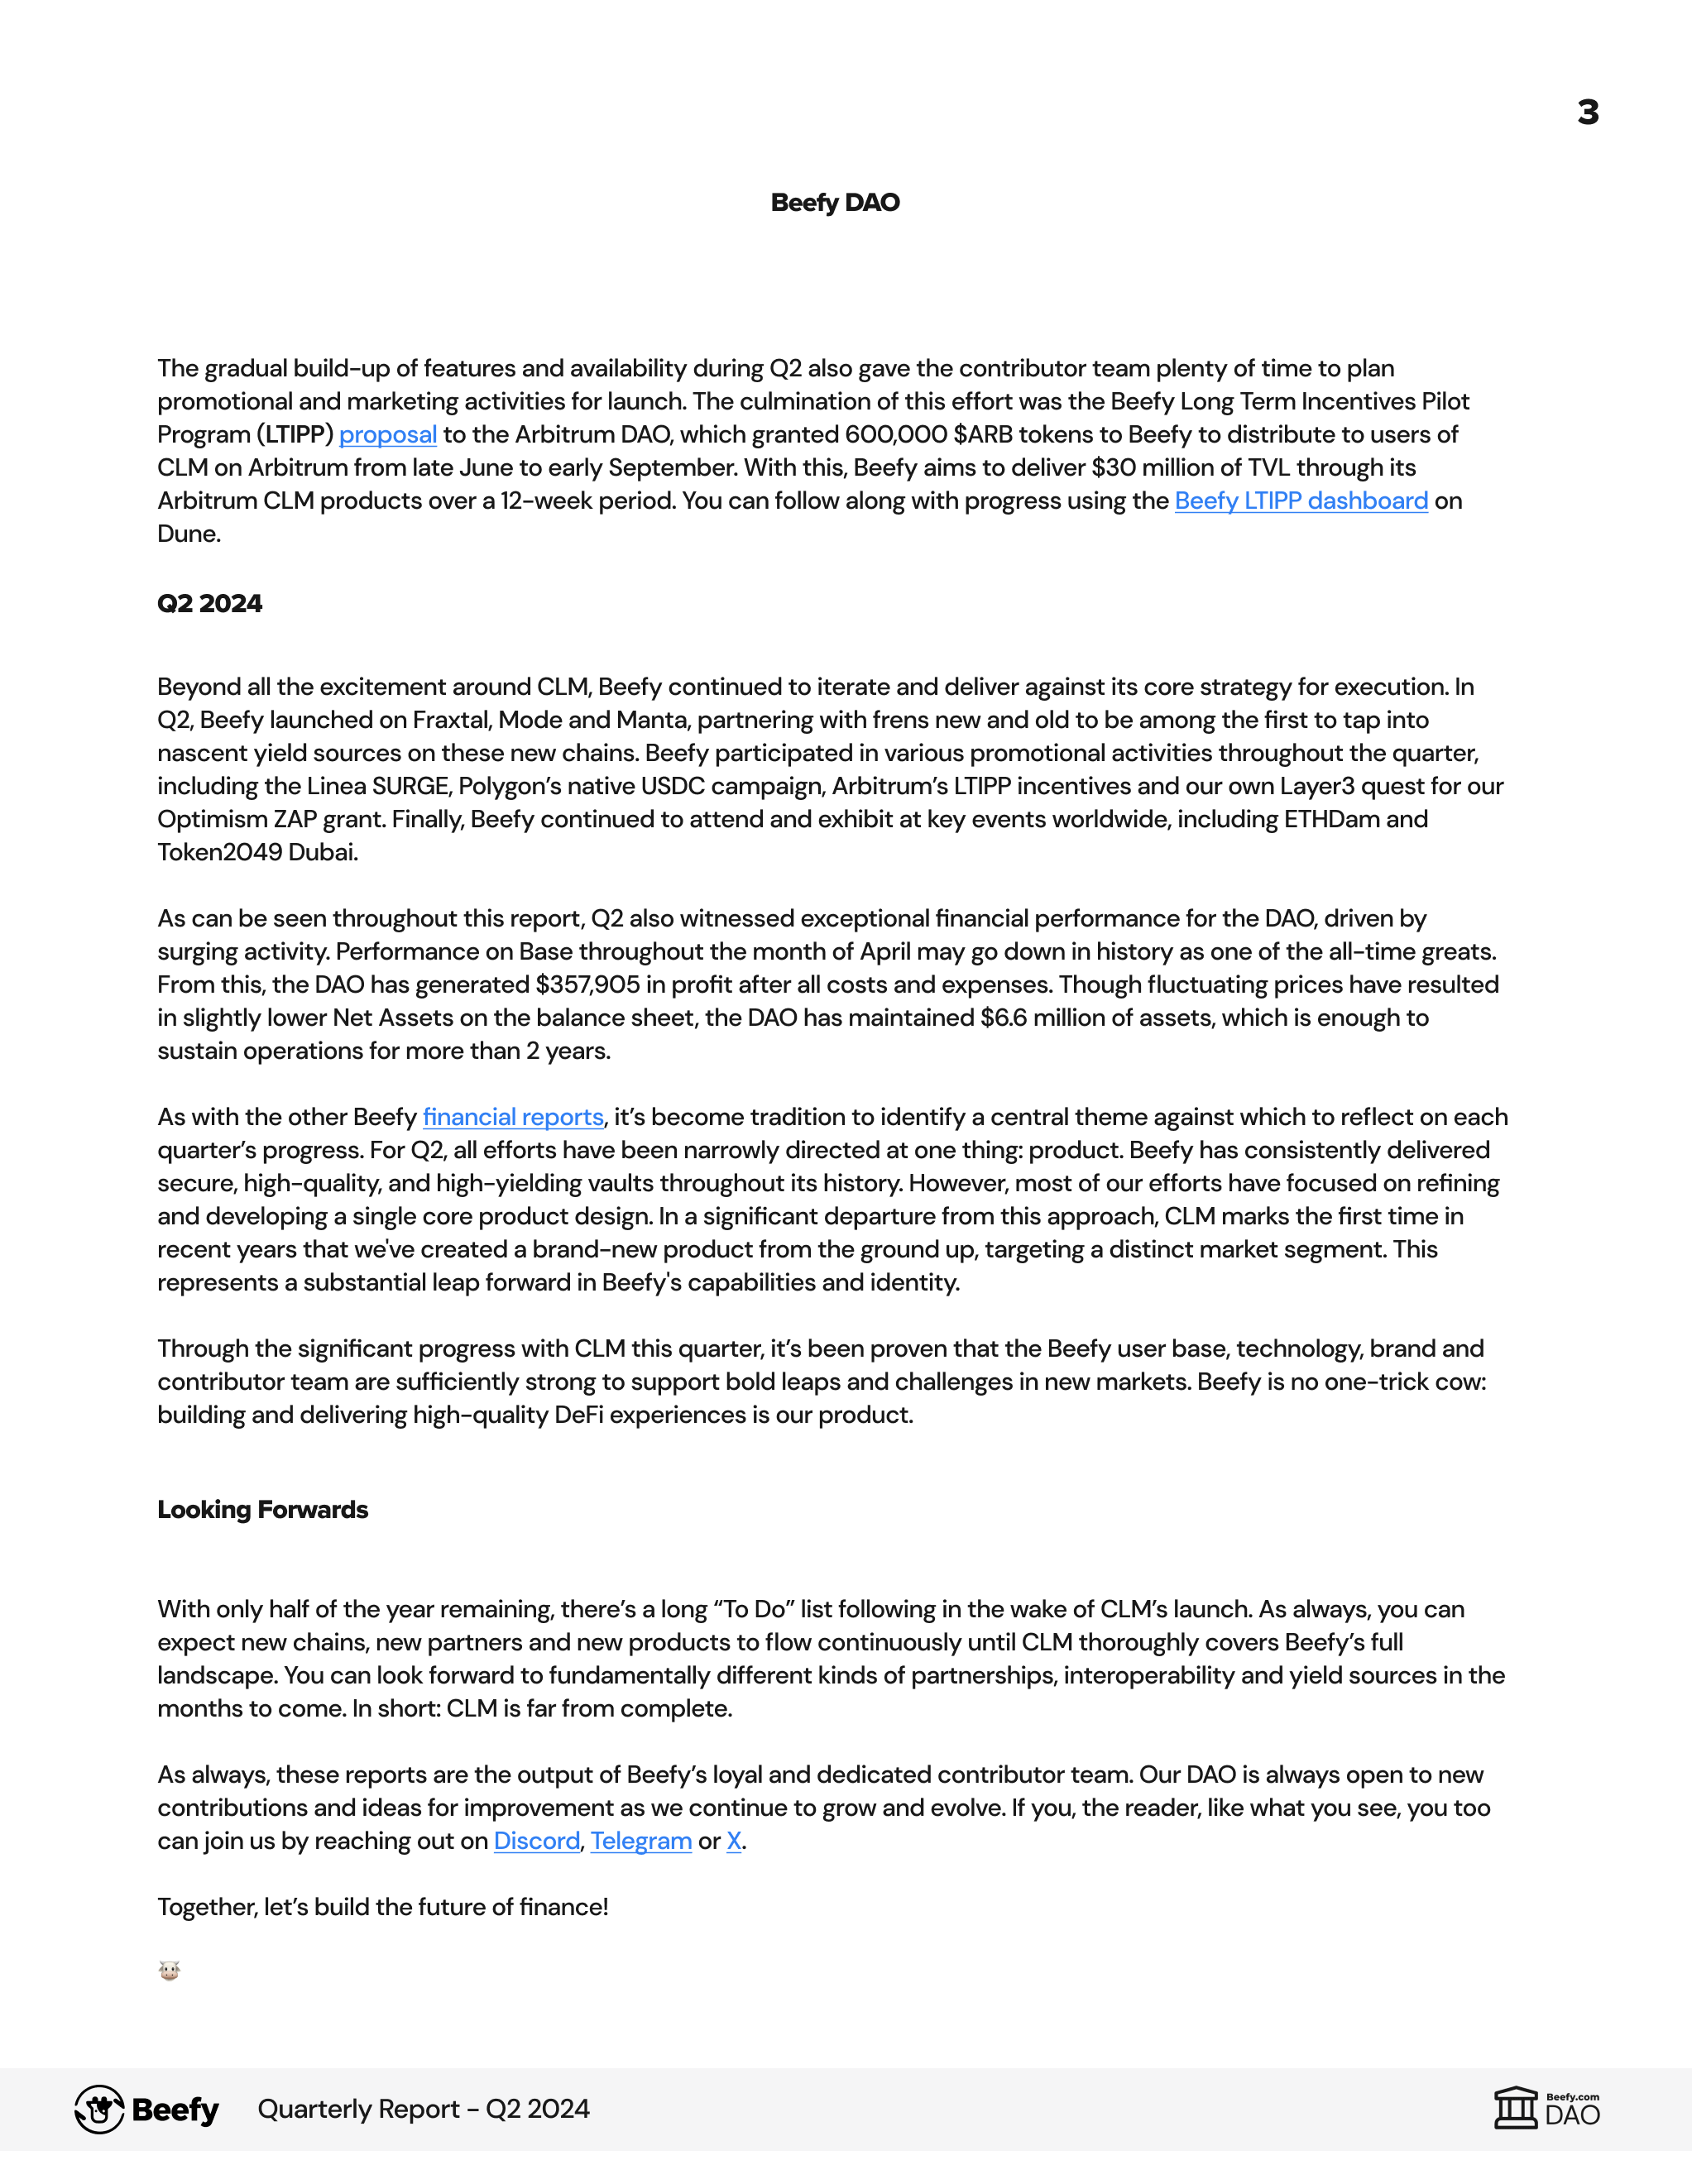 3
Beefy DAO
The gradual build-up of features and availability during Q2 also gave the contributor team plenty of time to plan
promotional and marketing activities for launch. The culmination of this effort was the Beefy Long Term Incentives Pilot
Program (LTIPP) proposal to the Arbitrum DAO, which granted 600,000 $ARB tokens to Beefy to distribute to users of
CLM on Arbitrum from late June to early September. With this, Beefy aims to deliver $30 million of TVL through its
Arbitrum CLM products over a 12-week period. You can follow along with progress using the Beefy LTIPP dashboard on
Dune.
Q2 2024
Beyond all the excitement around CLM, Beefy continued to iterate and deliver against its core strategy for execution. In
Q2, Beefy launched on Fraxtal, Mode and Manta, partnering with frens new and old to be among the first to tap into
nascent yield sources on these new chains. Beefy participated in various promotional activities throughout the quarter,
including the Linea SURGE, Polygon’s native USDC campaign, Arbitrum’s LTIPP incentives and our own Layer3 quest for our
Optimism ZAP grant. Finally, Beefy continued to attend and exhibit at key events worldwide, including ETHDam and
Token2049 Dubai.
As can be seen throughout this report, Q2 also witnessed exceptional financial performance for the DAO, driven by
surging activity. Performance on Base throughout the month of April may go down in history as one of the all-time greats.
From this, the DAO has generated $357,905 in profit after all costs and expenses. Though fluctuating prices have resulted
in slightly lower Net Assets on the balance sheet, the DAO has maintained $6.6 million of assets, which is enough to
sustain operations for more than 2 years.
As with the other Beefy financial reports, it’s become tradition to identify a central theme against which to reflect on each
quarter’s progress. For Q2, all efforts have been narrowly directed at one thing: product. Beefy has consistently delivered
secure, high-quality, and high-yielding vaults throughout its history. However, most of our efforts have focused on refining
and developing a single core product design. In a significant departure from this approach, CLM marks the first time in
recent years that we've created a brand-new product from the ground up, targeting a distinct market segment. This
represents a substantial leap forward in Beefy's capabilities and identity.
Through the significant progress with CLM this quarter, it’s been proven that the Beefy user base, technology, brand and
contributor team are sufficiently strong to support bold leaps and challenges in new markets. Beefy is no one-trick cow:
building and delivering high-quality DeFi experiences is our product.
Looking Forwards
With only half of the year remaining, there’s a long “To Do” list following in the wake of CLM’s launch. As always, you can
expect new chains, new partners and new products to flow continuously until CLM thoroughly covers Beefy’s full
landscape. You can look forward to fundamentally different kinds of partnerships, interoperability and yield sources in the
months to come. In short: CLM is far from complete.
As always, these reports are the output of Beefy’s loyal and dedicated contributor team. Our DAO is always open to new
contributions and ideas for improvement as we continue to grow and evolve. If you, the reader, like what you see, you too
can join us by reaching out on Discord, Telegram or X.
Together, let’s build the future of finance!
Beefy Quarterly Report – Q2 2024
Beefy.com
DAO